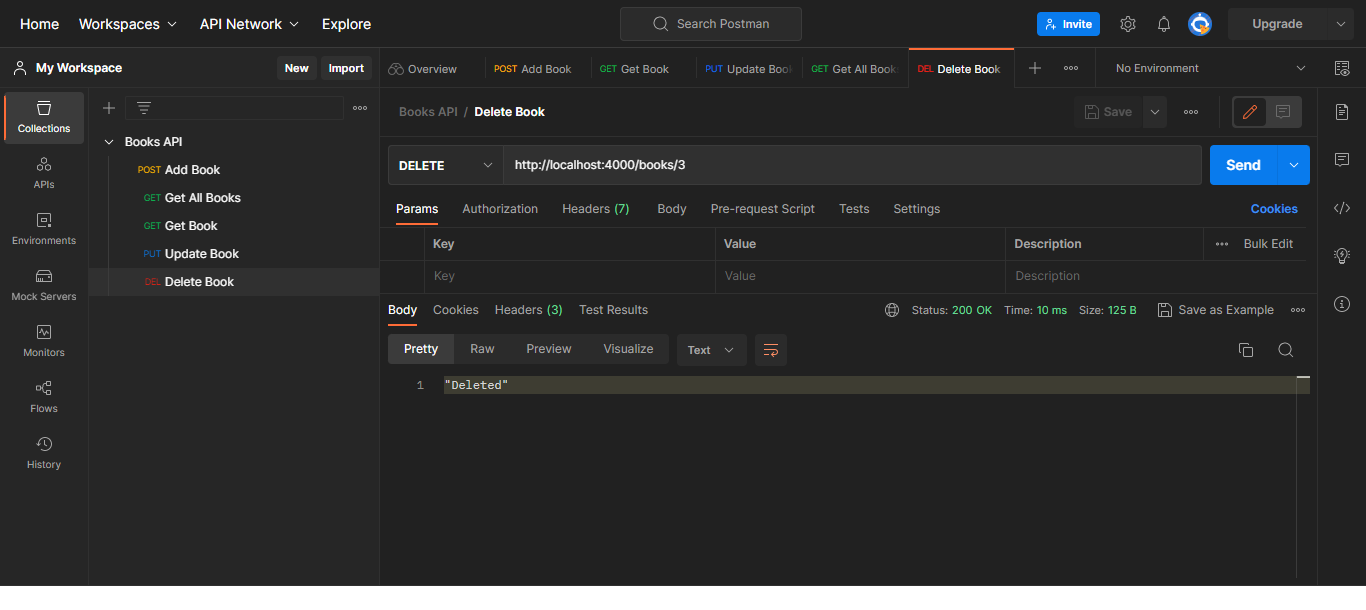 Home Workspaces API Network Explore Search Postman Invite Upgrade
My Workspace New Import Overview POST Add Book GET Get Book PUT Update Book GET Get All Books DEL Delete Book No Environment
Collections
APIs
Environments
Mock Servers
Monitors
Flows
History
Books API
POST Add Book
GET Get All Books
GET Get Book
PUT Update Book
DEL Delete Book
Books API / Delete Book Save
DELETE http://localhost:4000/books/3 Send
Params Authorization Headers (7) Body Pre-request Script Tests Settings Cookies
Key Value Description Bulk Edit
Key Value Description
Body Cookies Headers (3) Test Results Status: 200 OK Time: 10 ms Size: 125 B Save as Example
Pretty Raw Preview Visualize Text
1 "Deleted"